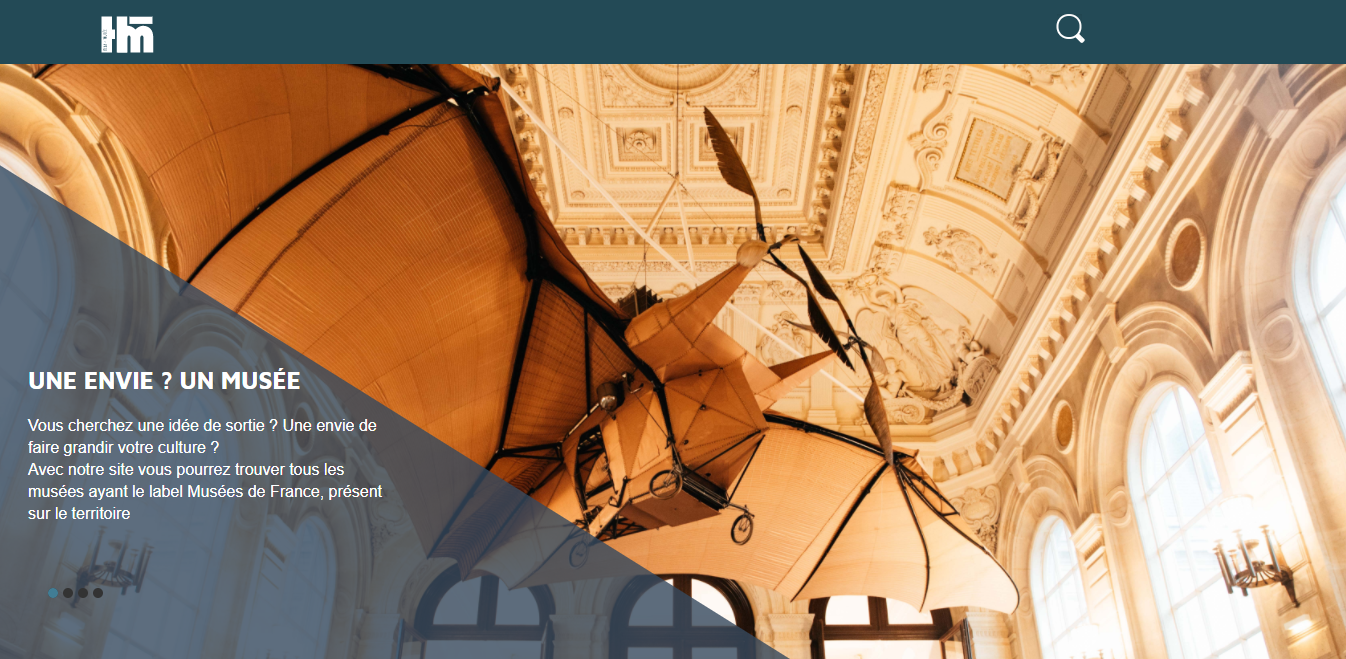 Hm
UNE ENVIE ? UN MUSÉE
Vous cherchez une idée de sortie ? Une envie de
faire grandir votre culture ?
Avec notre site vous pourrez trouver tous les
musées ayant le label Musées de France, présent
sur le territoire